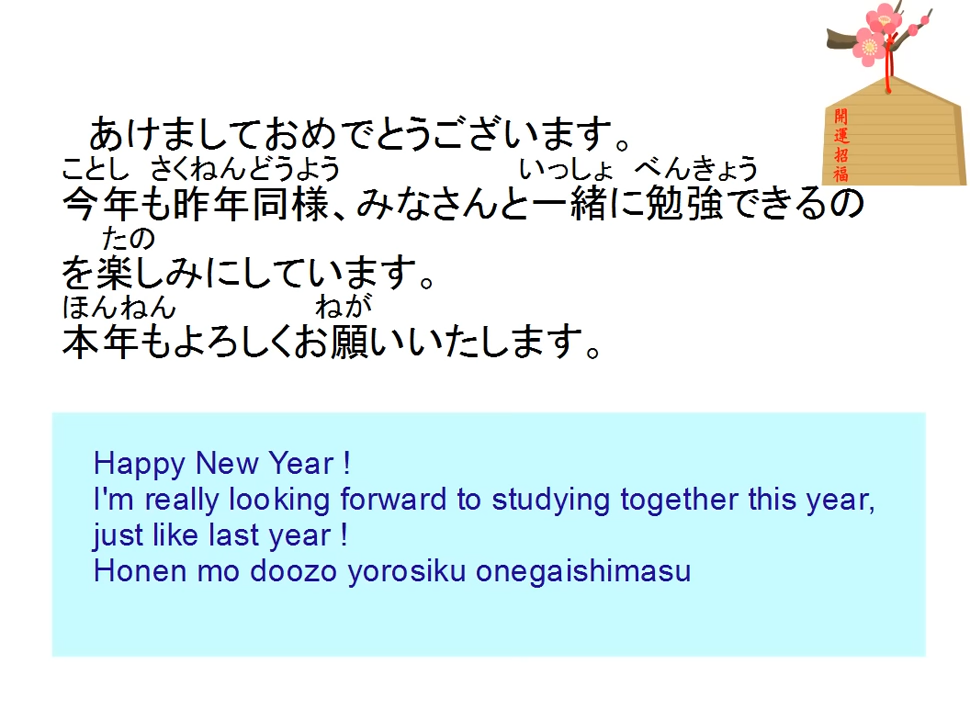 あけましておめでとうございます。
ことし さくねんどうよう いっしょ べんきょう
今年も昨年同様、みなさんと一緒に勉強できるの
たの
を楽しみにしています。
ほんねん ねが
本年もよろしくお願いいたします。
開運招福
Happy New Year !
I'm really looking forward to studying together this year,
just like last year !
Honen mo doozo yorosiku onegaishimasu